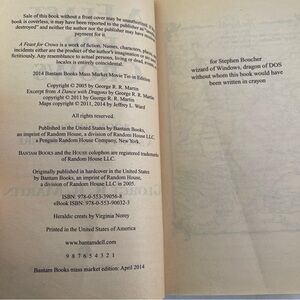 Sale of this book without a front cover may be unauthorized. If this
book is coverless, it may have been reported to the publisher as "unsold or
destroyed" and neither the author nor the publisher may have received
payment for it.
A Feast for Crows is a work of fiction. Names, characters, places, and
incidents either are the product of the author's imagination or are used
fictitiously. Any resemblance to actual persons, living or dead, events, or
locales is entirely coincidental.
2014 Bantam Books Mass Market Movie Tie-in Edition
Copyright © 2005 by George R. R. Martin
Excerpt from A Dance with Dragons by George R. R. Martin
copyright © 2011 by George R. R. Martin
Maps copyright © 2011, 2014 by Jeffrey L. Ward
All rights reserved.
Published in the United States by Bantam Books,
an imprint of Random House, a division of Random House LLC,
a Penguin Random House Company, New York.
BANTAM BOOKS and the HOUSE colophon are registered trademarks
of Random House LLC.
Originally published in hardcover in the United States by
Bantam Books, an imprint of Random House,
a division of Random House LLC in 2005.
ISBN: 978-0-553-39056-8
eBook ISBN: 978-0-553-90032-3
Heraldic crests by Virginia Norey
Printed in the United States of America
www.bantamdell.com
9 8 7 6 5 4 3 2 1
Bantam Books mass market edition: April 2014
for Stephen Boucher
wizard of Windows, dragon of DOS
without whom this book would have
been written in crayon